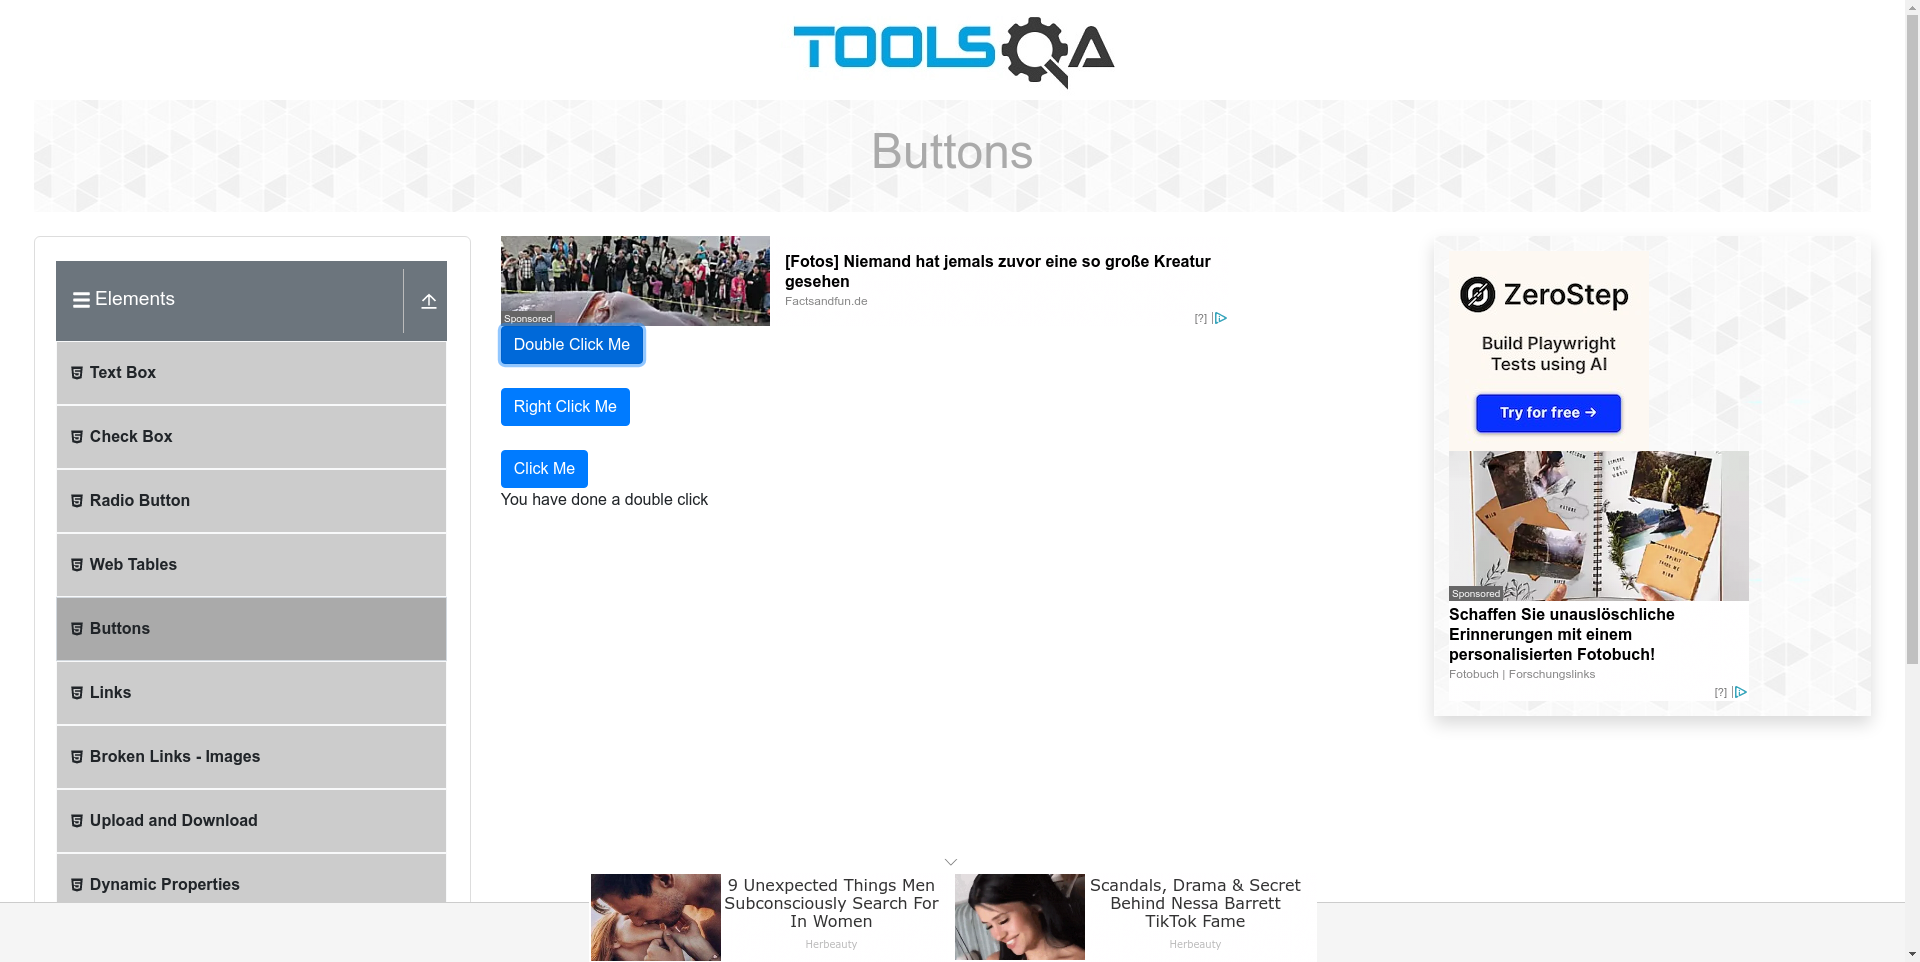 TOOLSQA
Buttons
Elements
Text Box
Check Box
Radio Button
Web Tables
Buttons
Links
Broken Links - Images
Upload and Download
Dynamic Properties
Sponsored
[Fotos] Niemand hat jemals zuvor eine so große Kreatur
gesehen
Factsandfun.de
[?]
Double Click Me
Right Click Me
Click Me
You have done a double click
ZeroStep
Build Playwright
Tests using AI
Try for free →
Sponsored
Schaffen Sie unauslöschliche
Erinnerungen mit einem
personalisierten Fotobuch!
Fotobuch | Forschungslinks
[?]
9 Unexpected Things Men
Subconsciously Search For
In Women
Herbeauty
Scandals, Drama & Secret
Behind Nessa Barrett
TikTok Fame
Herbeauty